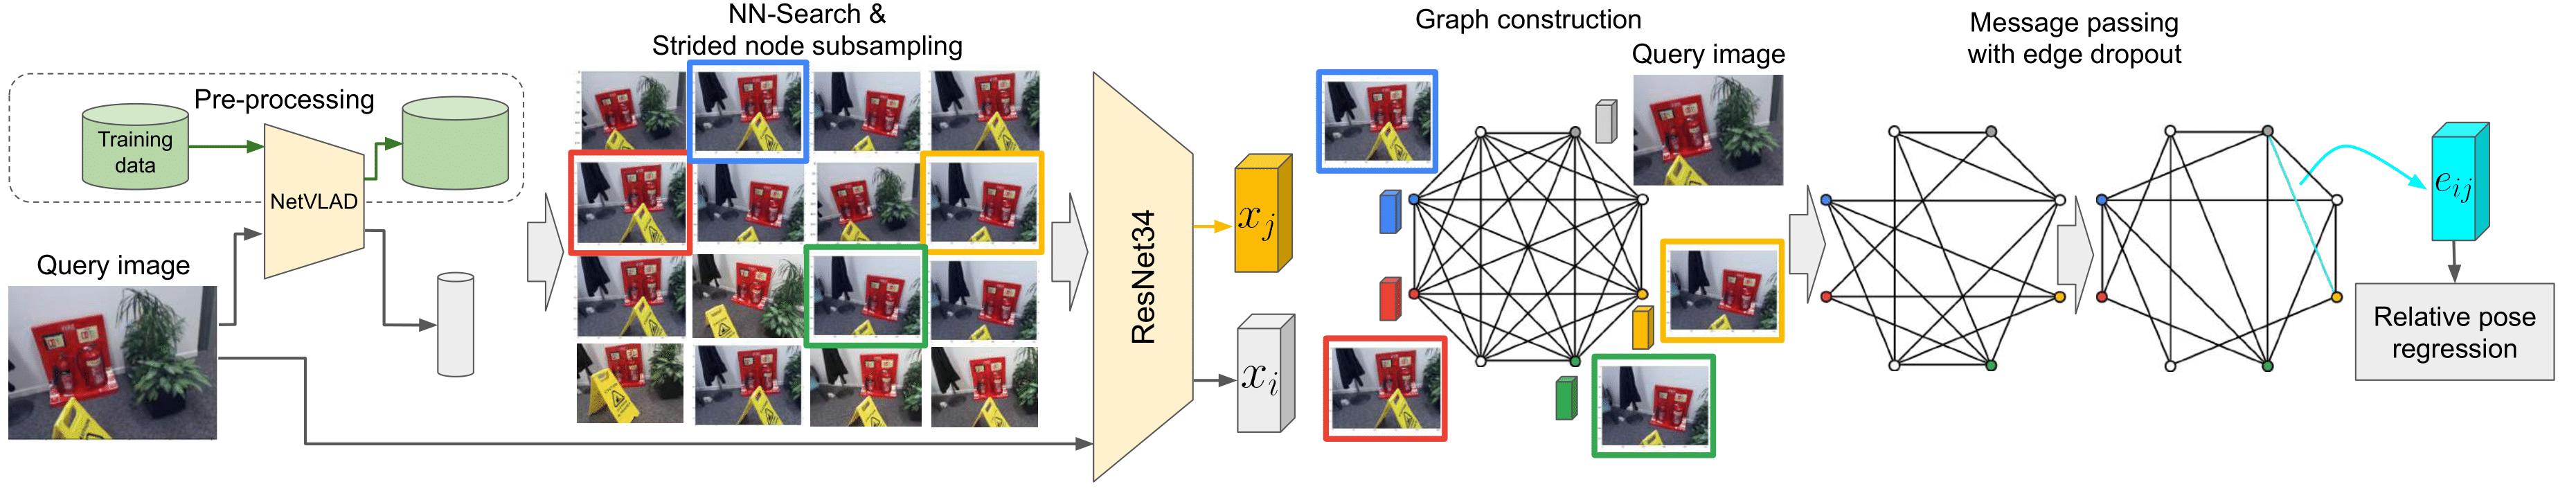 Pre-processing
Training
data
NetVLAD
Query image
NN-Search &
Strided node subsampling
ResNet34
x_j
x_i
Graph construction
Query image
Message passing
with edge dropout
e_{ij}
Relative pose
regression